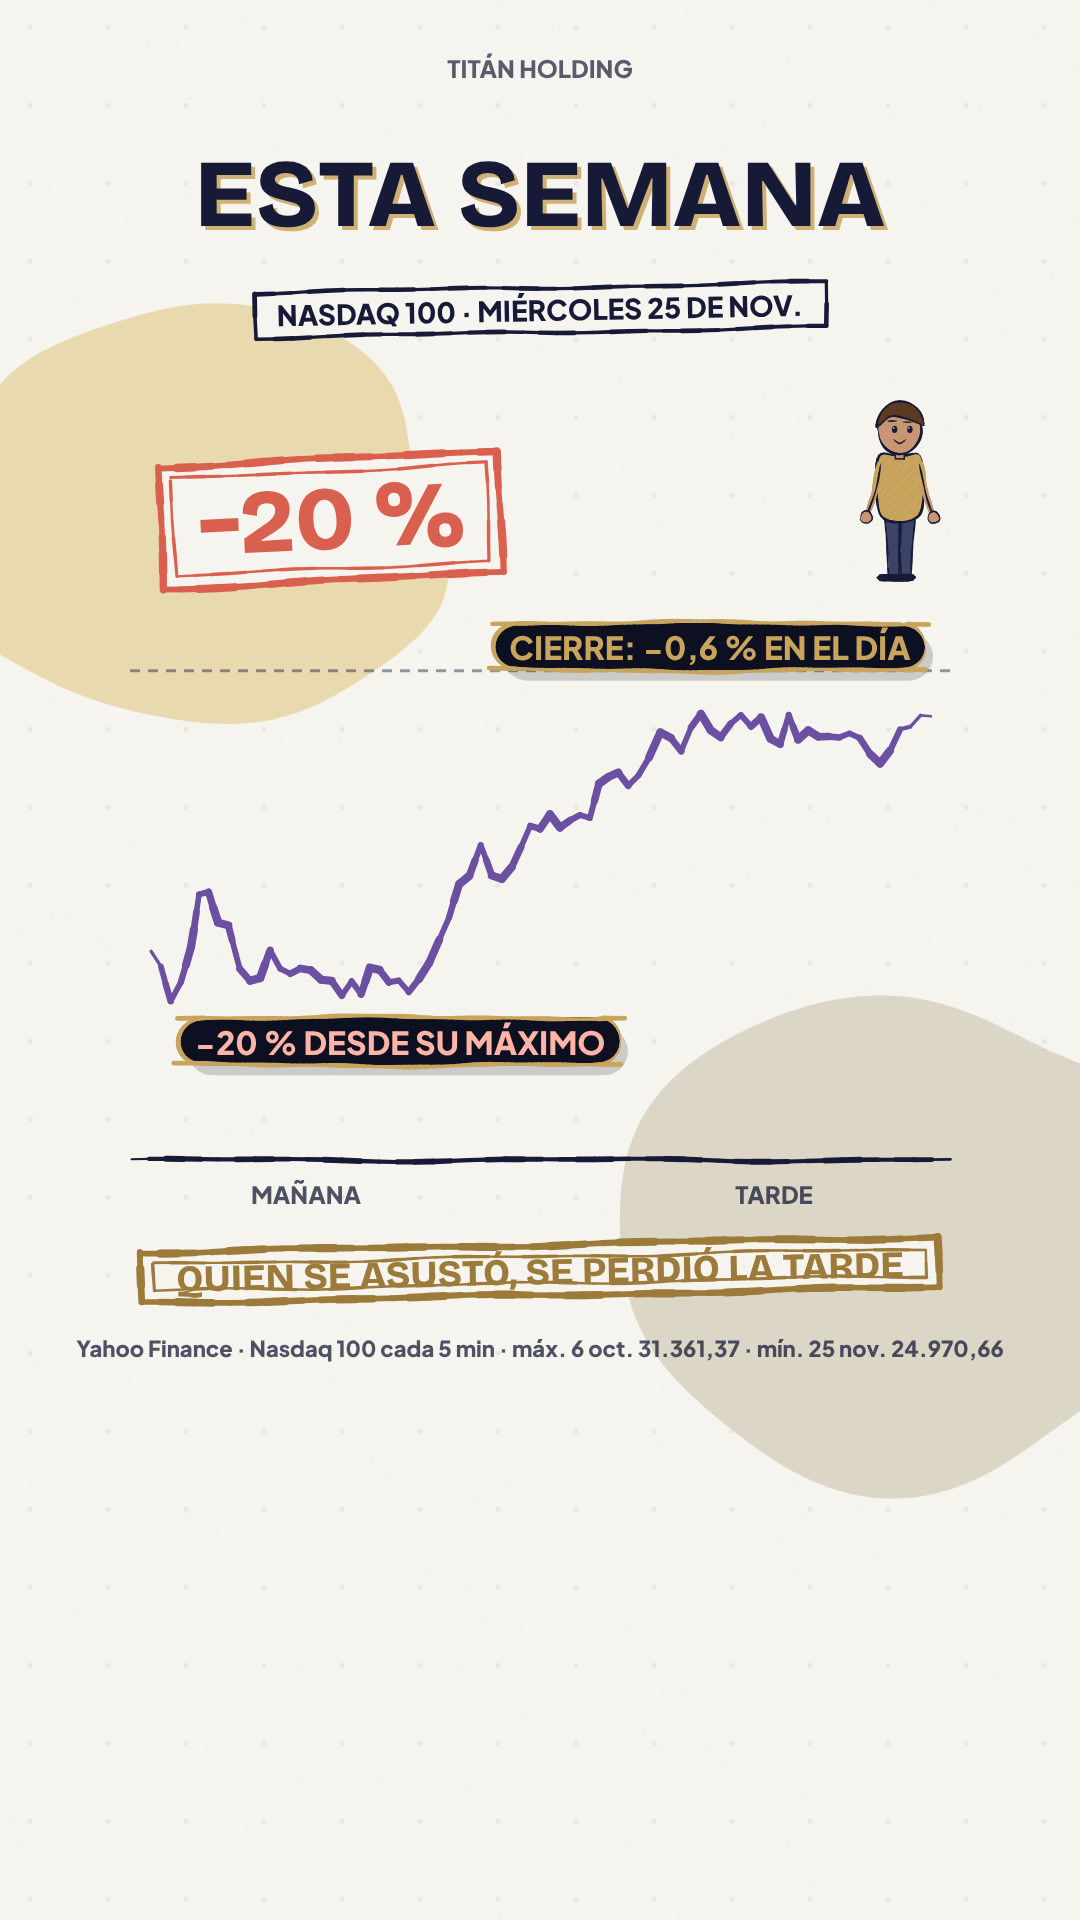 TITÁN HOLDING
ESTA SEMANA
NASDAQ 100 · MIÉRCOLES 25 DE NOV.
−20 %
CIERRE: −0,6 % EN EL DÍA
−20 % DESDE SU MÁXIMO
MAÑANA
TARDE
QUIEN SE ASUSTÓ, SE PERDIÓ LA TARDE
Yahoo Finance · Nasdaq 100 cada 5 min · máx. 6 oct. 31.361,37 · mín. 25 nov. 24.970,66